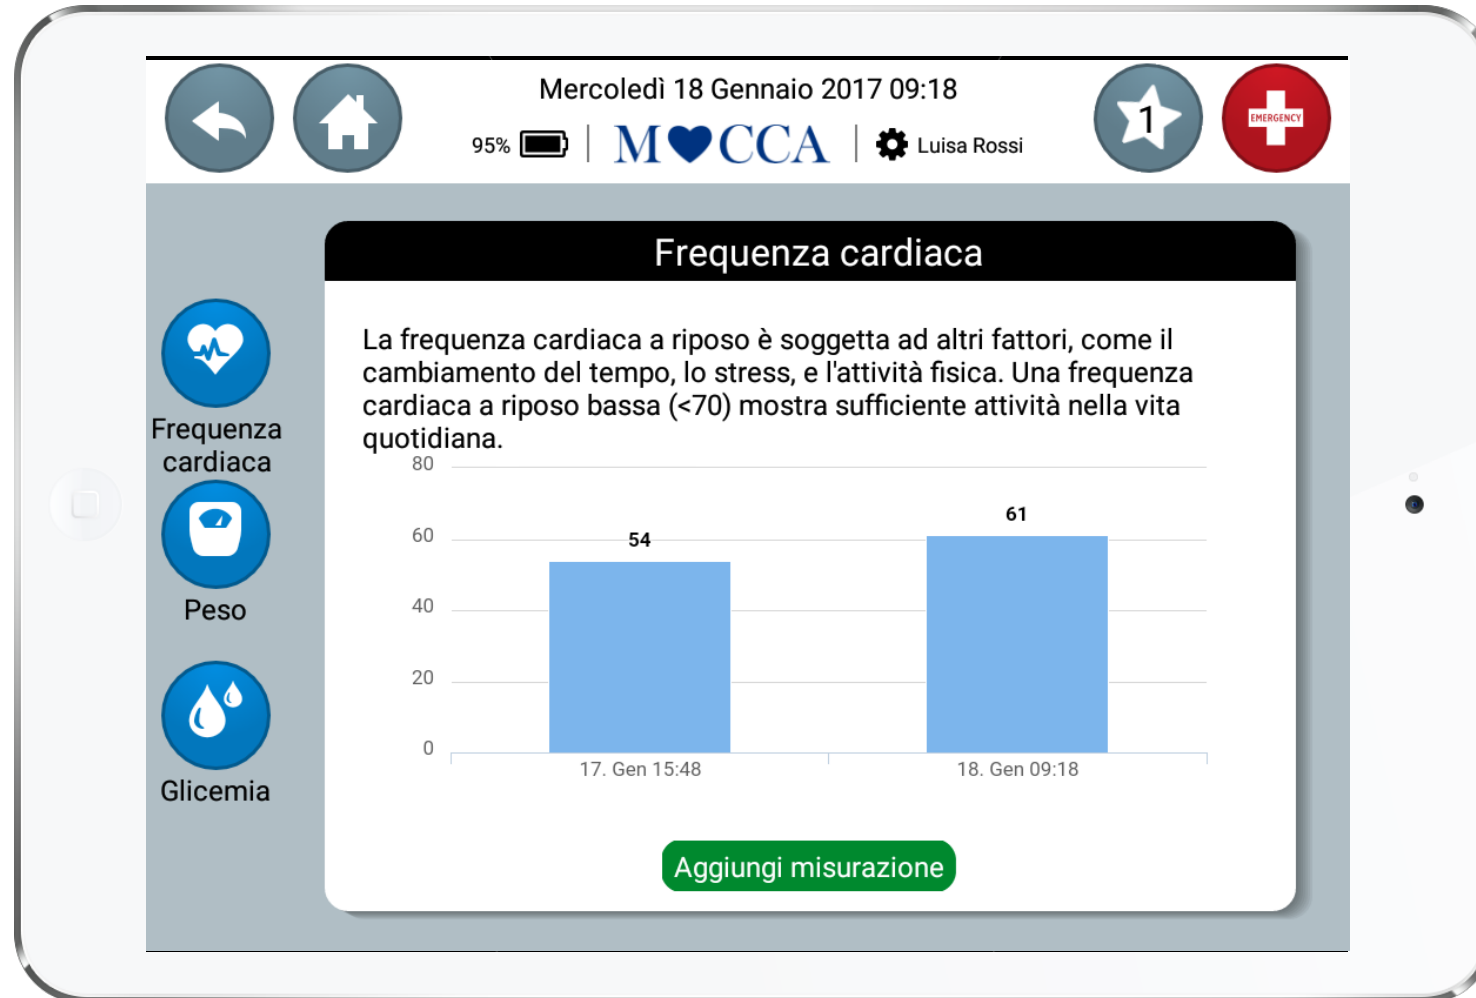 Mercoledì 18 Gennaio 2017 09:18
1
EMERGENCY
95%
M CCA
Luisa Rossi
Frequenza cardiaca
La frequenza cardiaca a riposo è soggetta ad altri fattori, come il
cambiamento del tempo, lo stress, e l'attività fisica. Una frequenza
cardiaca a riposo bassa (<70) mostra sufficiente attività nella vita
quotidiana.
Frequenza
cardiaca
Peso
Glicemia
80
60
40
20
0
54
61
17. Gen 15:48
18. Gen 09:18
Aggiungi misurazione